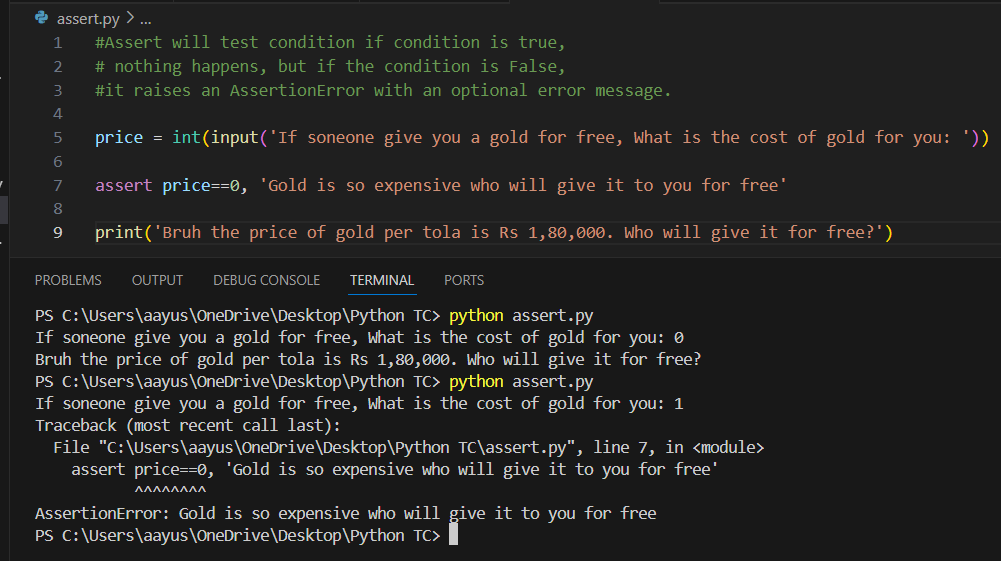 assert.py > ...
1 #Assert will test condition if condition is true,
2 # nothing happens, but if the condition is False,
3 #it raises an AssertionError with an optional error message.
4
5 price = int(input('If soneone give you a gold for free, What is the cost of gold for you: '))
6
7 assert price==0, 'Gold is so expensive who will give it to you for free'
8
9 print('Bruh the price of gold per tola is Rs 1,80,000. Who will give it for free?')
PROBLEMS OUTPUT DEBUG CONSOLE TERMINAL PORTS
PS C:\Users\aayus\OneDrive\Desktop\Python TC> python assert.py
If soneone give you a gold for free, What is the cost of gold for you: 0
Bruh the price of gold per tola is Rs 1,80,000. Who will give it for free?
PS C:\Users\aayus\OneDrive\Desktop\Python TC> python assert.py
If soneone give you a gold for free, What is the cost of gold for you: 1
Traceback (most recent call last):
  File "C:\Users\aayus\OneDrive\Desktop\Python TC\assert.py", line 7, in <module>
    assert price==0, 'Gold is so expensive who will give it to you for free'
           ^^^^^^^^
AssertionError: Gold is so expensive who will give it to you for free
PS C:\Users\aayus\OneDrive\Desktop\Python TC>